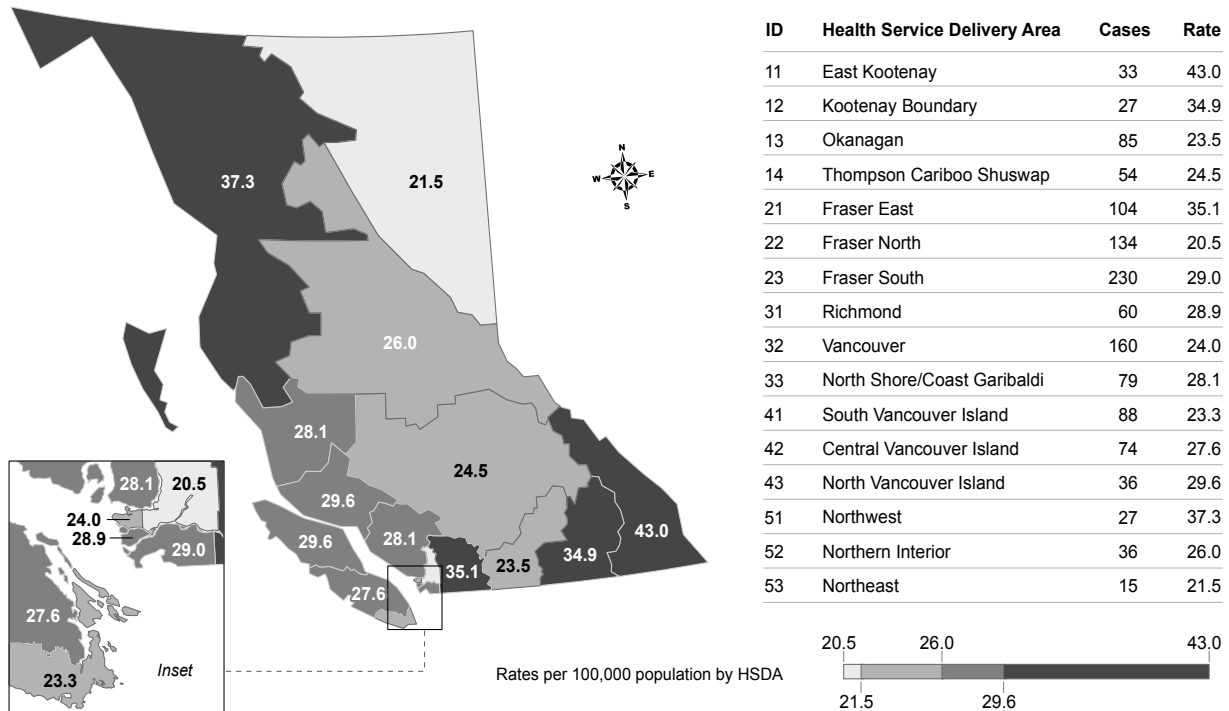 ID Health Service Delivery Area Cases Rate
11 East Kootenay 33 43.0
12 Kootenay Boundary 27 34.9
13 Okanagan 85 23.5
14 Thompson Cariboo Shuswap 54 24.5
21 Fraser East 104 35.1
22 Fraser North 134 20.5
23 Fraser South 230 29.0
31 Richmond 60 28.9
32 Vancouver 160 24.0
33 North Shore/Coast Garibaldi 79 28.1
41 South Vancouver Island 88 23.3
42 Central Vancouver Island 74 27.6
43 North Vancouver Island 36 29.6
51 Northwest 27 37.3
52 Northern Interior 36 26.0
53 Northeast 15 21.5
N
W E
S
37.3
21.5
26.0
28.1
24.5
29.6
29.6
28.1
43.0
34.9
23.5
35.1
27.6
28.1
20.5
24.0
28.9
29.0
27.6
23.3
Inset
Rates per 100,000 population by HSDA
20.5 26.0 43.0
21.5 29.6